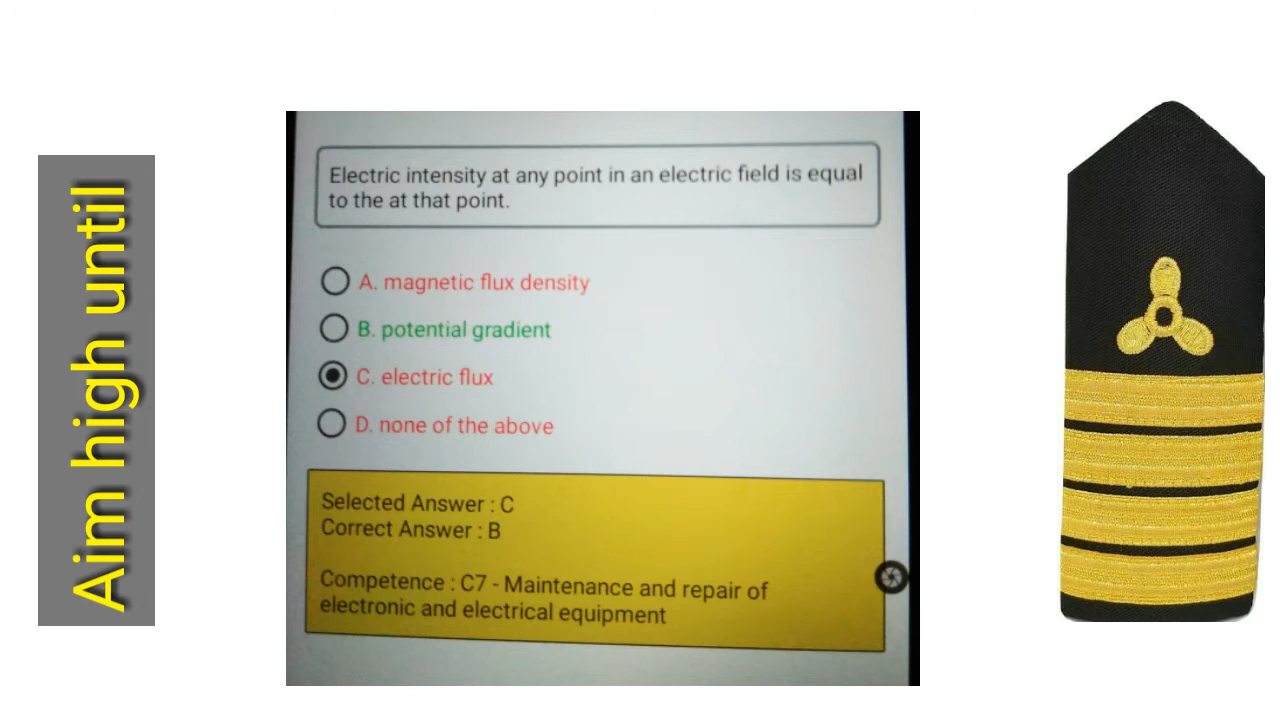 Aim high until
Electric intensity at any point in an electric field is equal
to the at that point.
A. magnetic flux density
B. potential gradient
C. electric flux
D. none of the above
Selected Answer : C
Correct Answer : B
Competence : C7 - Maintenance and repair of
electronic and electrical equipment